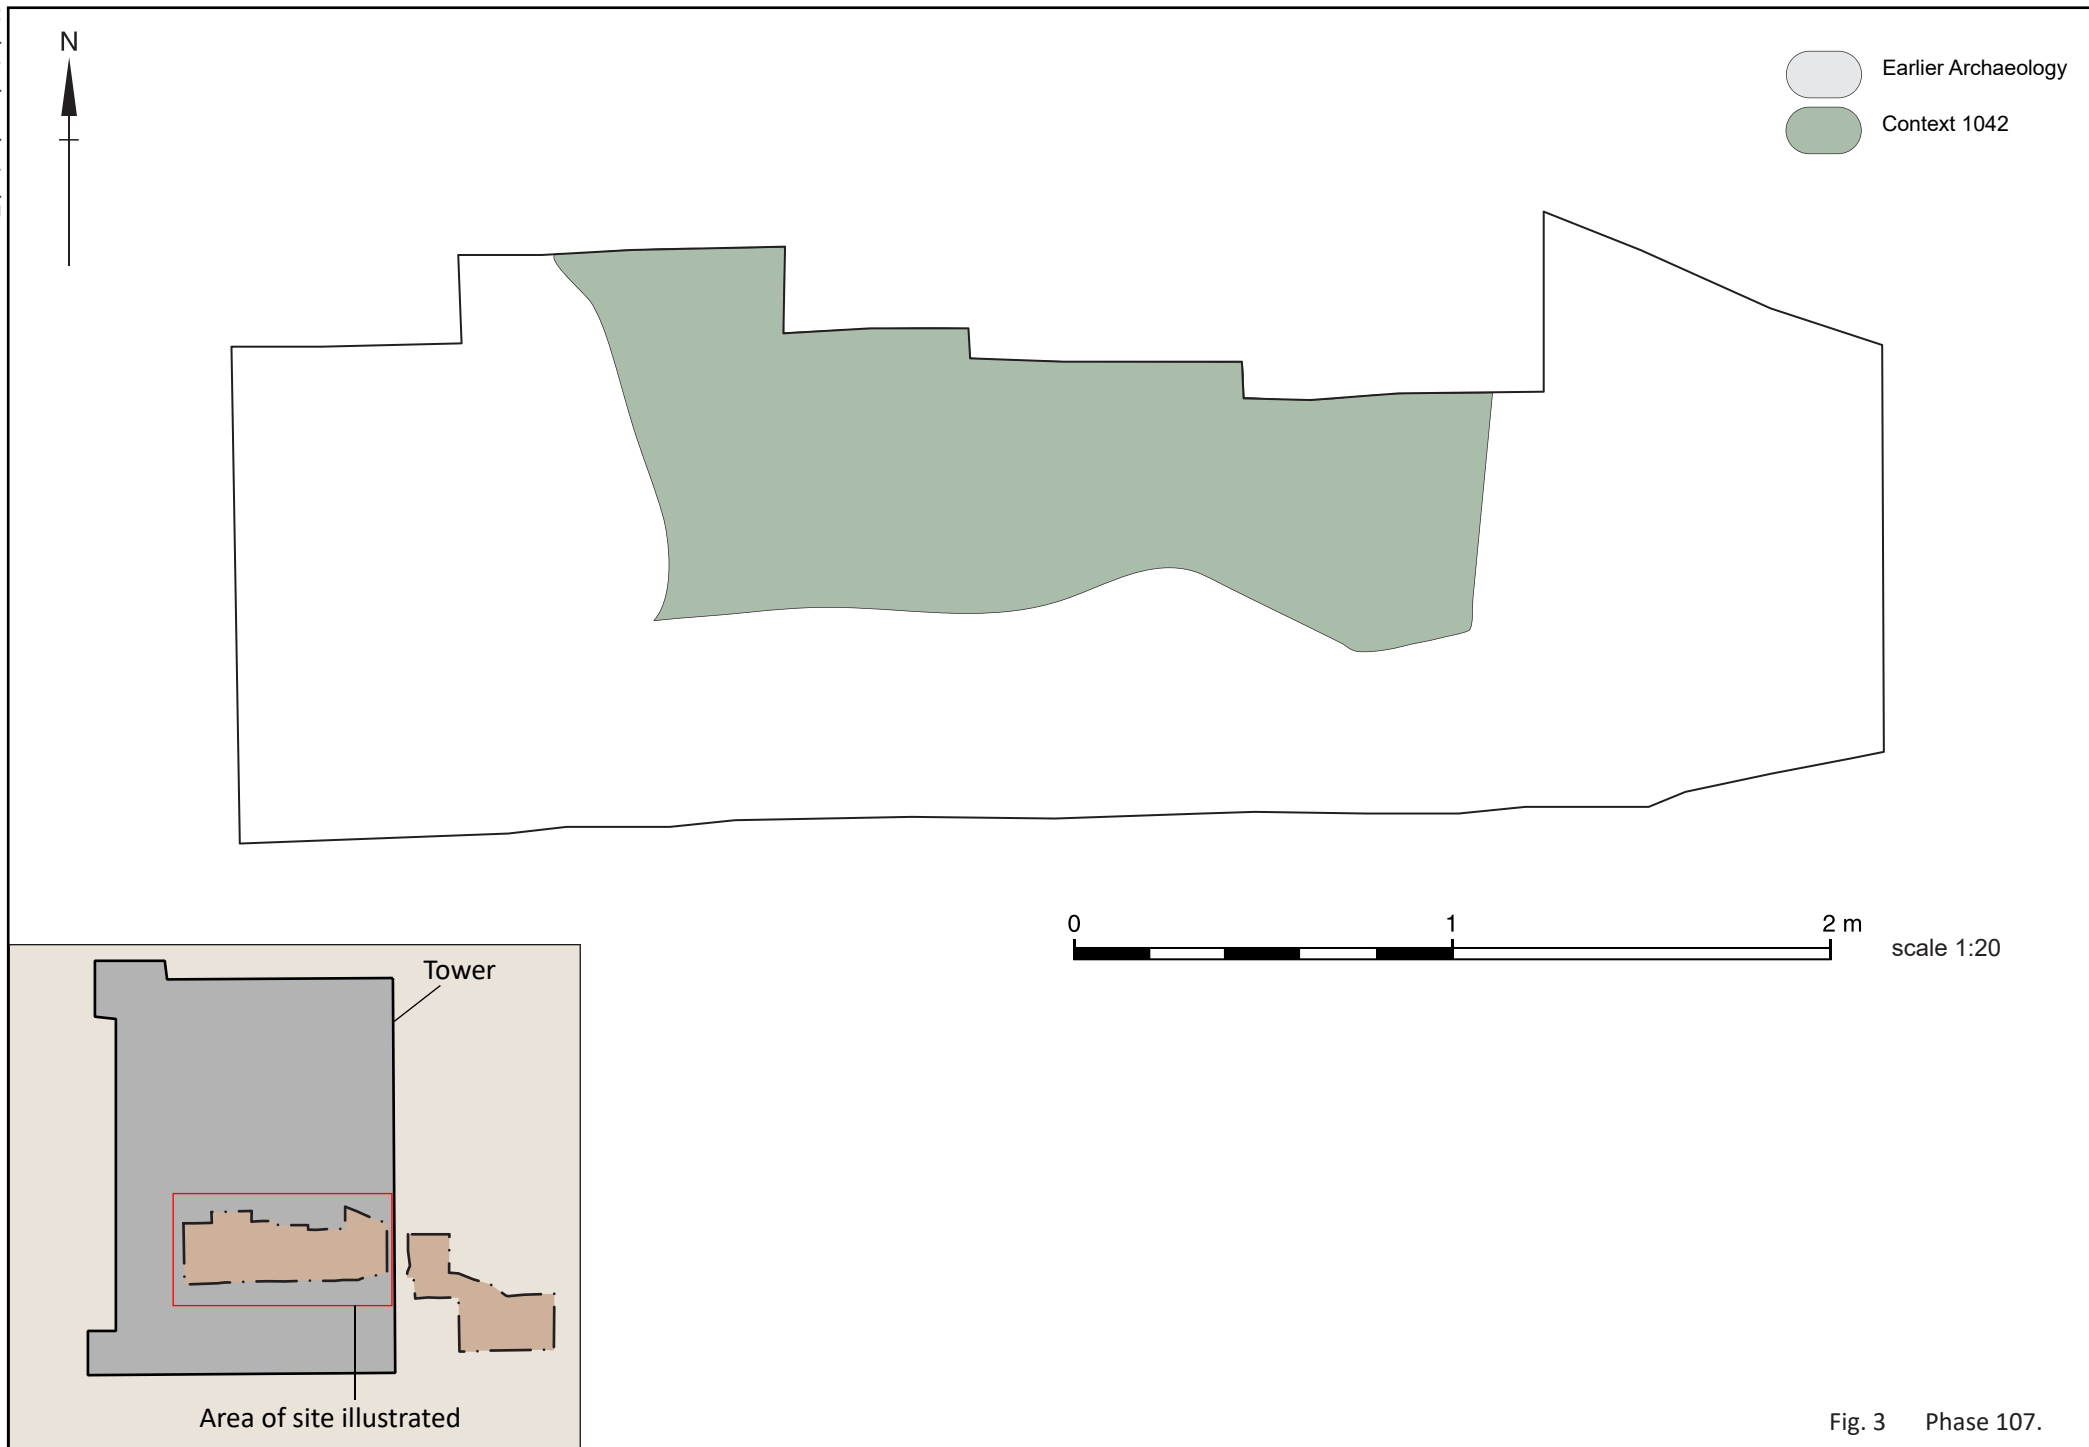 N
Earlier Archaeology
Context 1042
0 1 2 m
scale 1:20
Tower
Area of site illustrated
Fig. 3 Phase 107.